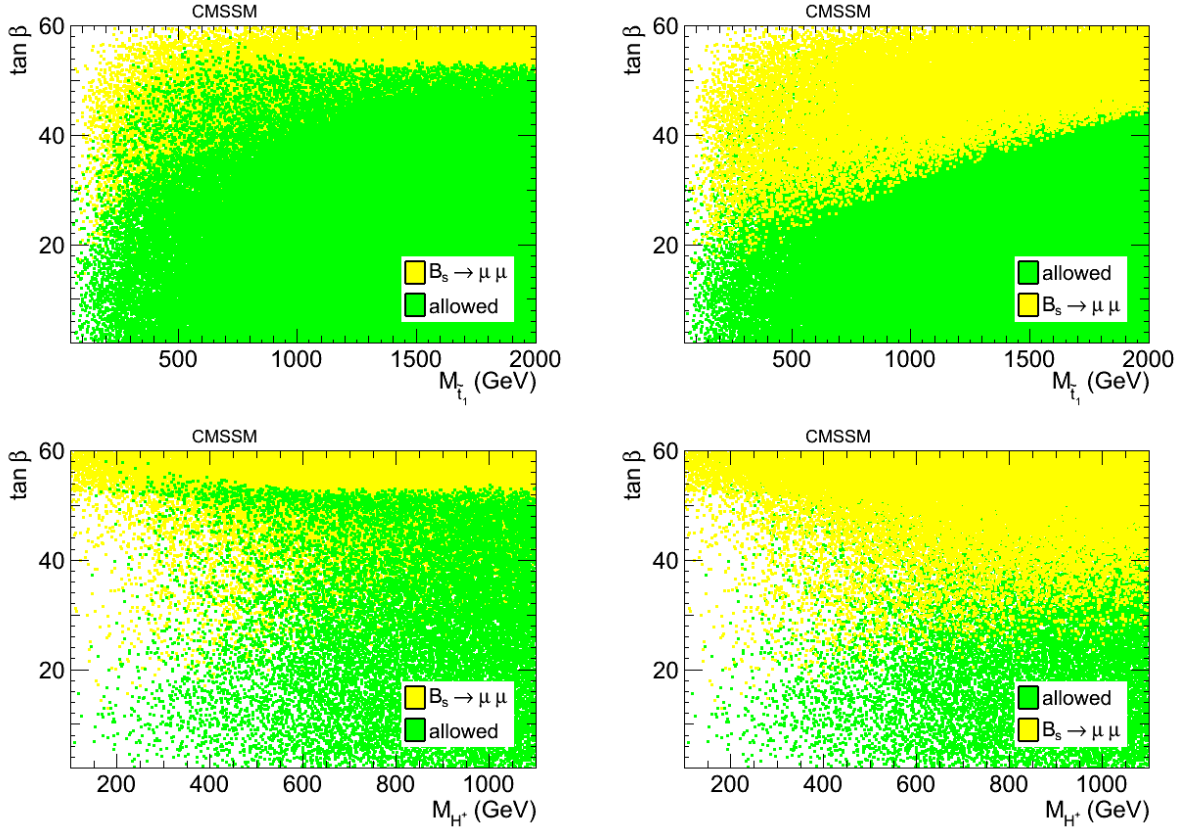 CMSSM
tan β
60
40
20
B_s → μ μ
allowed
500 1000 1500 2000
M_t̃_1 (GeV)
CMSSM
tan β
60
40
20
allowed
B_s → μ μ
500 1000 1500 2000
M_t̃_1 (GeV)
CMSSM
tan β
60
40
20
B_s → μ μ
allowed
200 400 600 800 1000
M_H⁺ (GeV)
CMSSM
tan β
60
40
20
allowed
B_s → μ μ
200 400 600 800 1000
M_H⁺ (GeV)